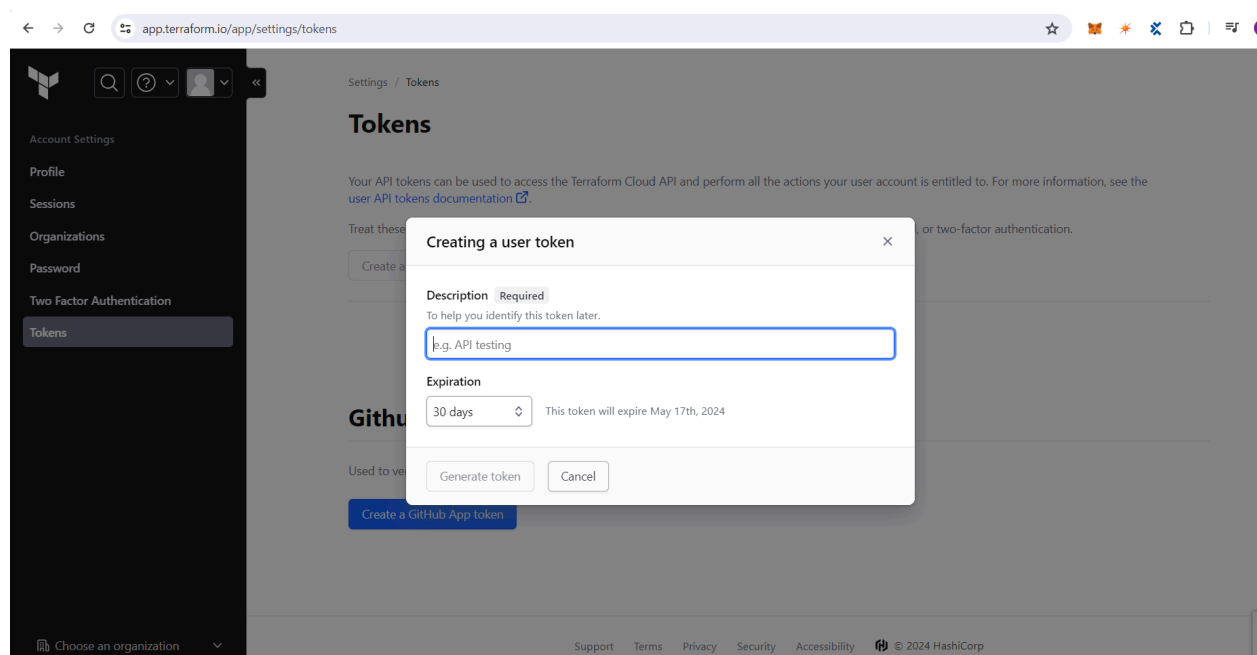 app.terraform.io/app/settings/tokens
Settings / Tokens
Account Settings
Profile
Sessions
Organizations
Password
Two Factor Authentication
Tokens
Choose an organization
Tokens
Your API tokens can be used to access the Terraform Cloud API and perform all the actions your user account is entitled to. For more information, see the
user API tokens documentation
Treat these
, or two-factor authentication.
Create a
Creating a user token
Description Required
To help you identify this token later.
e.g. API testing
Expiration
30 days This token will expire May 17th, 2024
Generate token Cancel
Githu
Used to ve
Create a GitHub App token
Support Terms Privacy Security Accessibility © 2024 HashiCorp